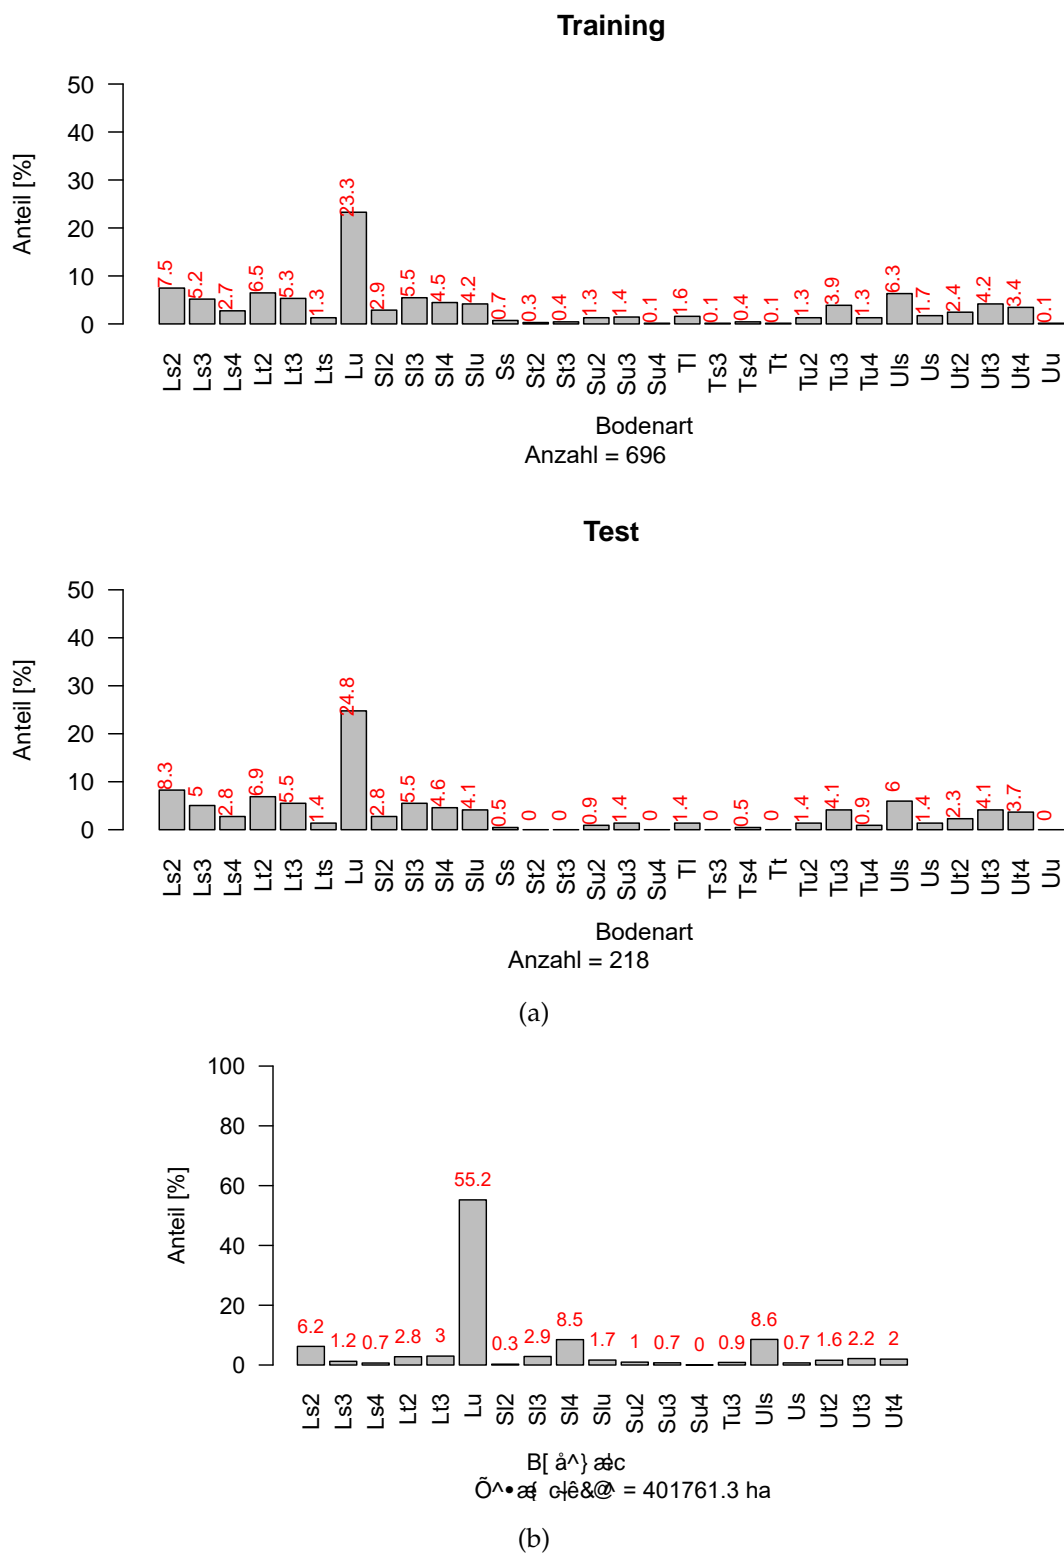 Training
Anteil [%]
50
40
30
20
10
0
7.5 5.2 2.7 6.5 5.3 1.3 23.3 2.9 5.5 4.5 4.2 0.7 0.3 0.4 1.3 1.4 0.1 1.6 0.1 0.4 0.1 1.3 3.9 1.3 6.3 1.7 2.4 4.2 3.4 0.1
Ls2 Ls3 Ls4 Lt2 Lt3 Lts Lu Sl2 Sl3 Sl4 Slu Ss St2 St3 Su2 Su3 Su4 Tl Ts3 Ts4 Tt Tu2 Tu3 Tu4 Uls Us Ut2 Ut3 Ut4 Uu
Bodenart
Anzahl = 696
Test
Anteil [%]
50
40
30
20
10
0
8.3 5 2.8 6.9 5.5 1.4 24.8 2.8 5.5 4.6 4.1 0.5 0 0 0.9 1.4 0 1.4 0 0.5 0 1.4 4.1 0.9 6 1.4 2.3 4.1 3.7 0
Ls2 Ls3 Ls4 Lt2 Lt3 Lts Lu Sl2 Sl3 Sl4 Slu Ss St2 St3 Su2 Su3 Su4 Tl Ts3 Ts4 Tt Tu2 Tu3 Tu4 Uls Us Ut2 Ut3 Ut4 Uu
Bodenart
Anzahl = 218
(a)
Anteil [%]
100
80
60
40
20
0
6.2 1.2 0.7 2.8 3 55.2 0.3 2.9 8.5 1.7 1 0.7 0 0.9 8.6 0.7 1.6 2.2 2
Ls2 Ls3 Ls4 Lt2 Lt3 Lu Sl2 Sl3 Sl4 Slu Su2 Su3 Su4 Tu3 Uls Us Ut2 Ut3 Ut4
= 401761.3 ha
(b)